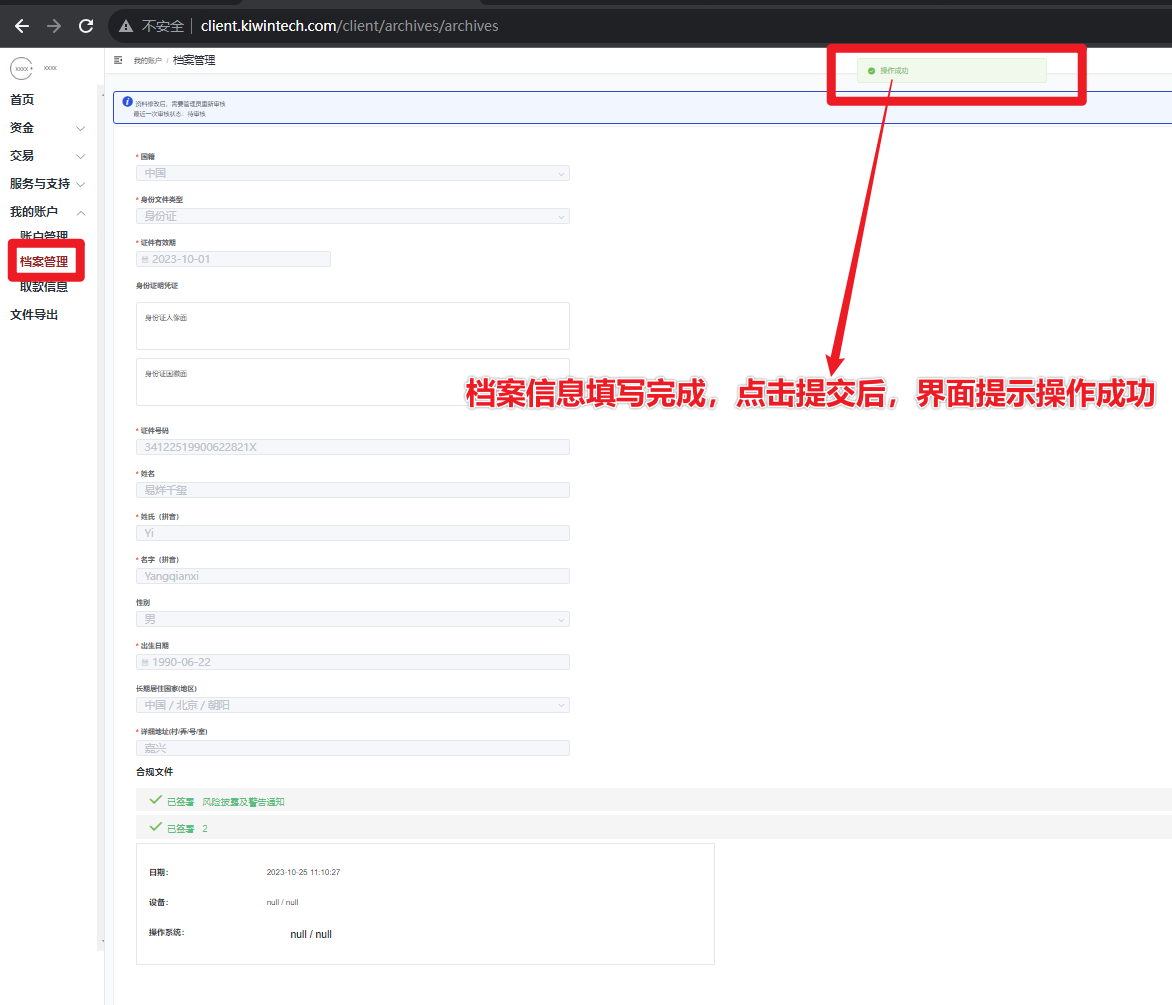 不安全 client.kiwintech.com/client/archives/archives
xxxx+ xxxx
首页
资金
交易
服务与支持
我的账户
账户管理
档案管理
取款信息
文件导出
我的账户 / 档案管理
操作成功
资料修改后，需要管理员重新审核
最近一次审核状态：待审核
* 国籍
中国
* 身份文件类型
身份证
* 证件有效期
2023-10-01
身份证明凭证
身份证人像面
身份证国徽面
档案信息填写完成，点击提交后，界面提示操作成功
* 证件号码
34122519900622821X
* 姓名
易烊千玺
* 姓氏（拼音）
Yi
* 名字（拼音）
Yangqianxi
性别
男
* 出生日期
1990-06-22
长期居住国家(地区)
中国 / 北京 / 朝阳
* 详细地址(村/弄/号/室)
嘉兴
合规文件
已签署 风险披露及警告通知
已签署 2
日期： 2023-10-25 11:10:27
设备： null / null
操作系统： null / null